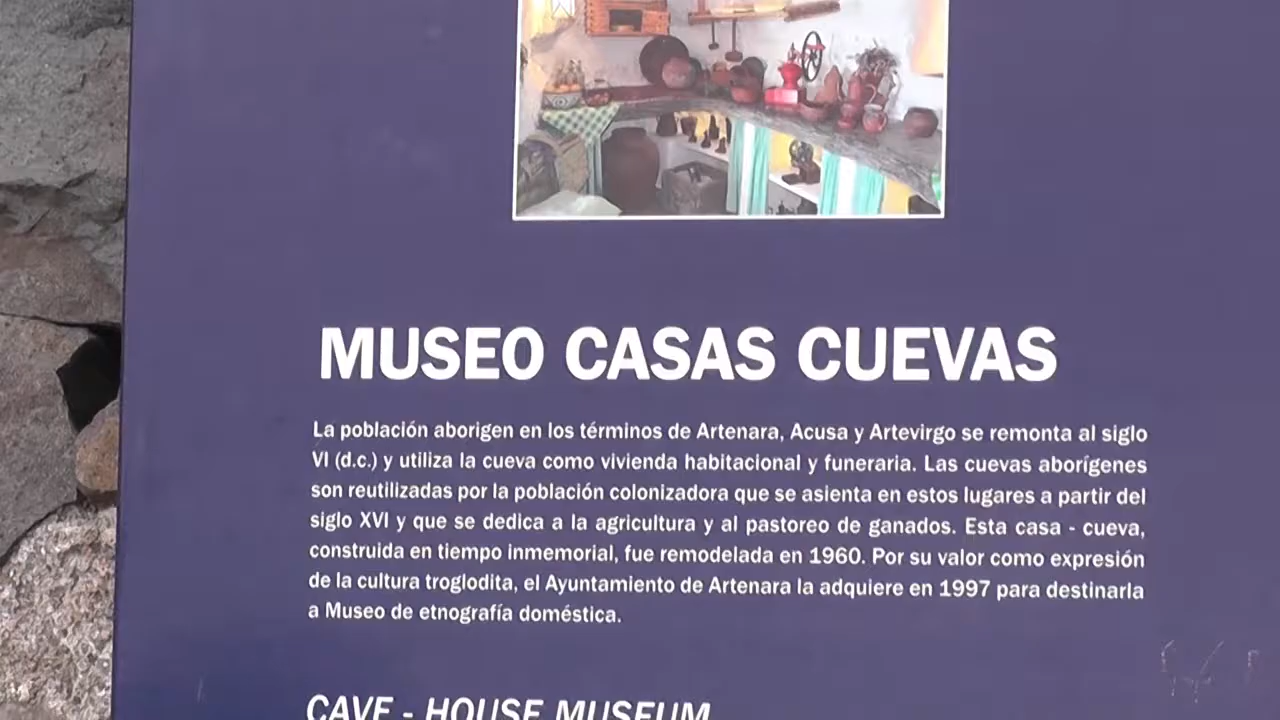 MUSEO CASAS CUEVAS
La población aborigen en los términos de Artenara, Acusa y Artevirgo se remonta al siglo
VI (d.c.) y utiliza la cueva como vivienda habitacional y funeraria. Las cuevas aborígenes
son reutilizadas por la población colonizadora que se asienta en estos lugares a partir del
siglo XVI y que se dedica a la agricultura y al pastoreo de ganados. Esta casa - cueva,
construida en tiempo inmemorial, fue remodelada en 1960. Por su valor como expresión
de la cultura troglodita, el Ayuntamiento de Artenara la adquiere en 1997 para destinarla
a Museo de etnografía doméstica.
CAVE - HOUSE MUSEUM